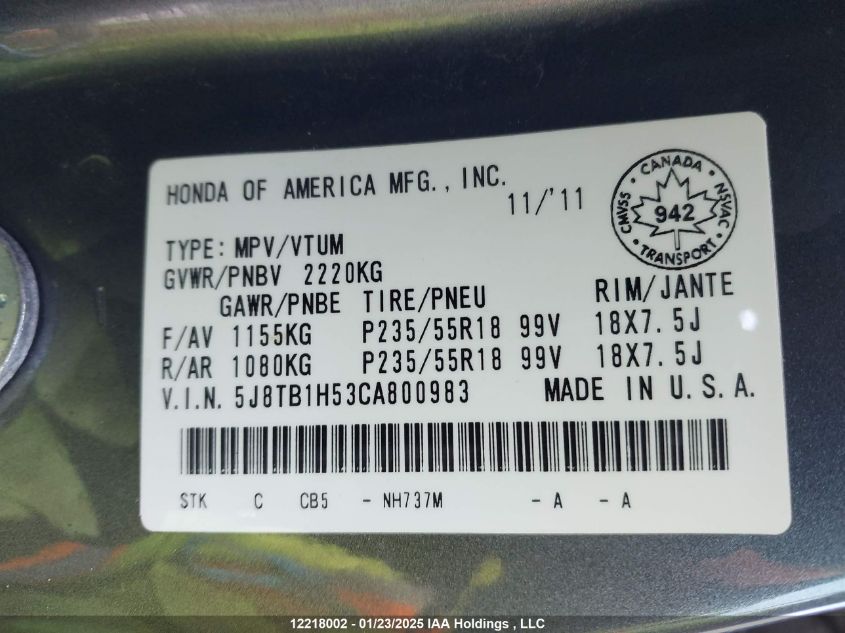 HONDA OF AMERICA MFG., INC.
11/'11
CANADA
CMVSS
NSVAC
942
TRANSPORT
TYPE: MPV/VTUM
GVWR/PNBV 2220KG
GAWR/PNBE TIRE/PNEU RIM/JANTE
F/AV 1155KG P235/55R18 99V 18X7.5J
R/AR 1080KG P235/55R18 99V 18X7.5J
V.I.N. 5J8TB1H53CA800983 MADE IN U.S.A.
STK C CB5 - NH737M - A - A
12218002 - 01/23/2025 IAA Holdings , LLC